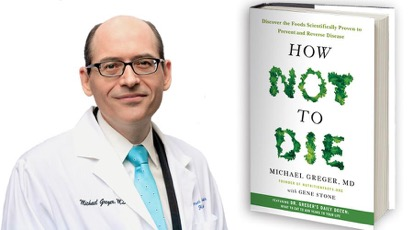 Michael Greger, M.D.
Discover the Foods Scientifically Proven to
Prevent and Reverse Disease
HOW
NOT
TO
DIE
MICHAEL GREGER, MD
FOUNDER OF NUTRITIONFACTS.ORG
with GENE STONE
FEATURING DR. GREGER'S DAILY DOZEN: